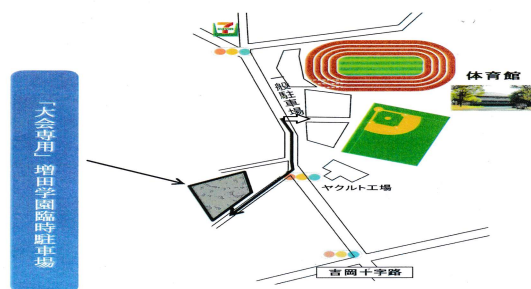 「大会専用」増田学園臨時駐車場
7
一般駐車場
体育館
ヤクルト工場
吉岡十字路